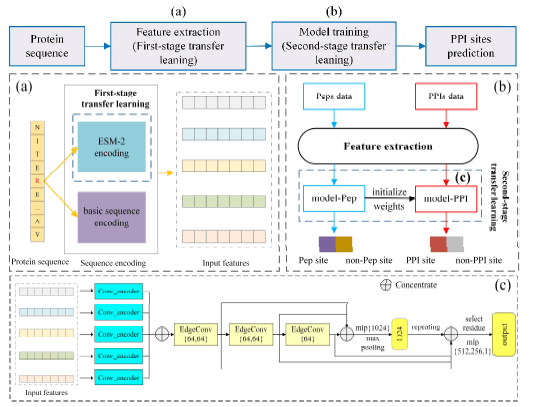 (a)
(b)
Protein
sequence
Feature extraction
(First-stage transfer
leaning)
Model training
(Second-stage transfer
leaning)
PPI sites
prediction
(a)
First-stage
transfer learning
N
I
T
E
R
E
...
A
V
ESM-2
encoding
basic sequence
encoding
Protein sequence
Sequence encoding
Input features
(b)
Peps data
PPIs data
Feature extraction
(c)
model-Pep
initialize
weights
model-PPI
Second-stage
transfer learning
Pep site
non-Pep site
PPI site
non-PPI site
Concentrate
(c)
Conv_encoder
Conv_encoder
Conv_encoder
Conv_encoder
Conv_encoder
Input features
EdgeConv
{64,64}
EdgeConv
{64,64}
EdgeConv
{64}
mlp{1024}
max
pooling
1124
repeating
select
residue
mlp
{512,256,1}
output